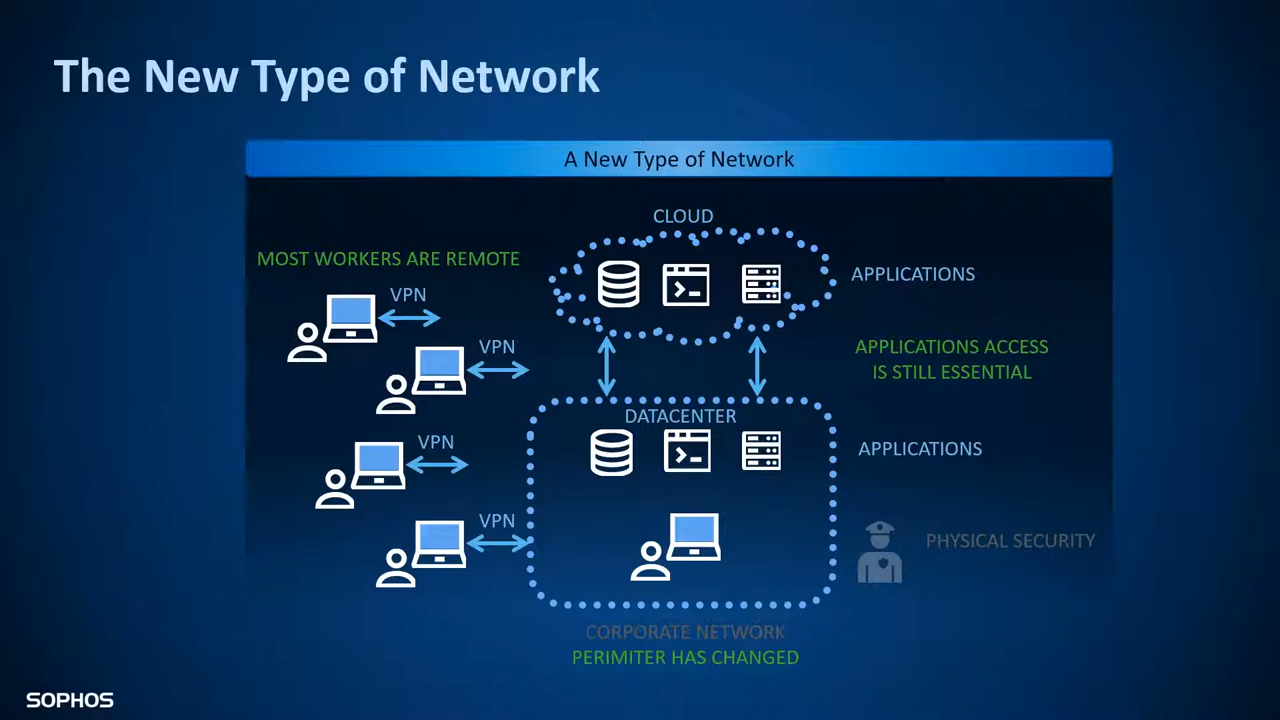 The New Type of Network
A New Type of Network
CLOUD
MOST WORKERS ARE REMOTE
APPLICATIONS
VPN
VPN
APPLICATIONS ACCESS
IS STILL ESSENTIAL
DATACENTER
VPN
APPLICATIONS
VPN
PHYSICAL SECURITY
CORPORATE NETWORK
PERIMITER HAS CHANGED
SOPHOS